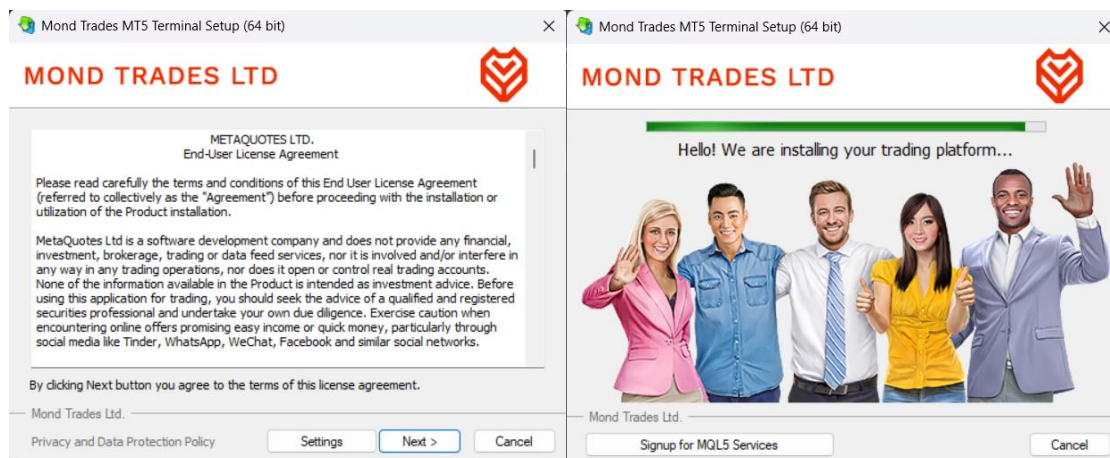 Mond Trades MT5 Terminal Setup (64 bit)
MOND TRADES LTD
METAQUOTES LTD.
End-User License Agreement
Please read carefully the terms and conditions of this End User License Agreement
(referred to collectively as the "Agreement") before proceeding with the installation or
utilization of the Product installation.
MetaQuotes Ltd is a software development company and does not provide any financial,
investment, brokerage, trading or data feed services, nor it is involved and/or interfere in
any way in any trading operations, nor does it open or control real trading accounts.
None of the information available in the Product is intended as investment advice. Before
using this application for trading, you should seek the advice of a qualified and registered
securities professional and undertake your own due diligence. Exercise caution when
encountering online offers promising easy income or quick money, particularly through
social media like Tinder, WhatsApp, WeChat, Facebook and similar social networks.
By clicking Next button you agree to the terms of this license agreement.
Mond Trades Ltd.
Privacy and Data Protection Policy
Settings
Next >
Cancel
Mond Trades MT5 Terminal Setup (64 bit)
MOND TRADES LTD
Hello! We are installing your trading platform...
Mond Trades Ltd.
Signup for MQL5 Services
Cancel